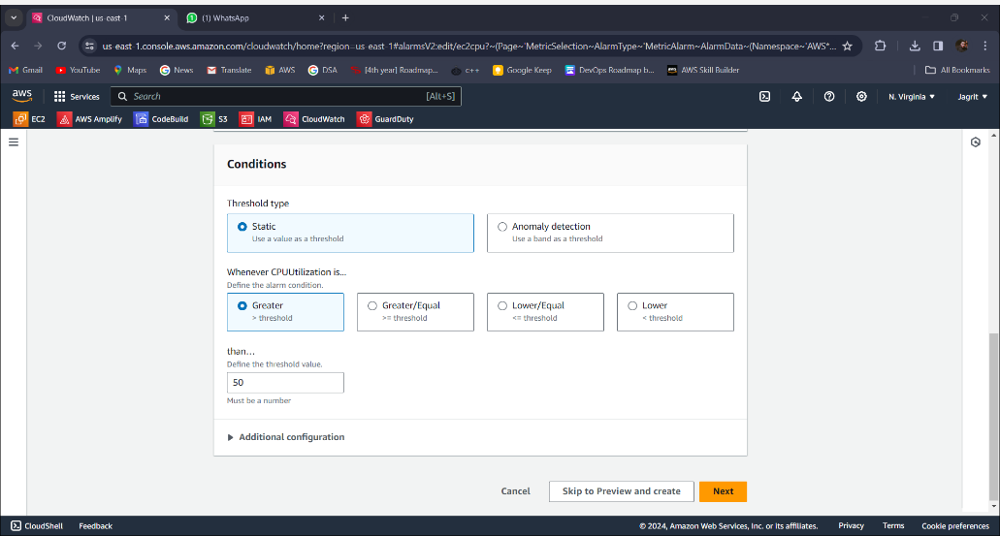 CloudWatch | us-east-1
(1) WhatsApp
us-east-1.console.aws.amazon.com/cloudwatch/home?region=us-east-1#alarmsV2:edit/ec2cpu?~(Page~'MetricSelection~AlarmType~'MetricAlarm~AlarmData~(Namespace~'AWS*...
Gmail YouTube Maps News Translate AWS DSA [4th year] Roadmap... c++ Google Keep DevOps Roadmap b... AWS Skill Builder All Bookmarks
aws Services Search [Alt+S] N. Virginia Jagrit
EC2 AWS Amplify CodeBuild S3 IAM CloudWatch GuardDuty
Conditions
Threshold type
Static Anomaly detection
Use a value as a threshold Use a band as a threshold
Whenever CPUUtilization is...
Define the alarm condition.
Greater Greater/Equal Lower/Equal Lower
> threshold >= threshold <= threshold < threshold
than...
Define the threshold value.
50
Must be a number
Additional configuration
Cancel Skip to Preview and create Next
CloudShell Feedback © 2024, Amazon Web Services, Inc. or its affiliates. Privacy Terms Cookie preferences